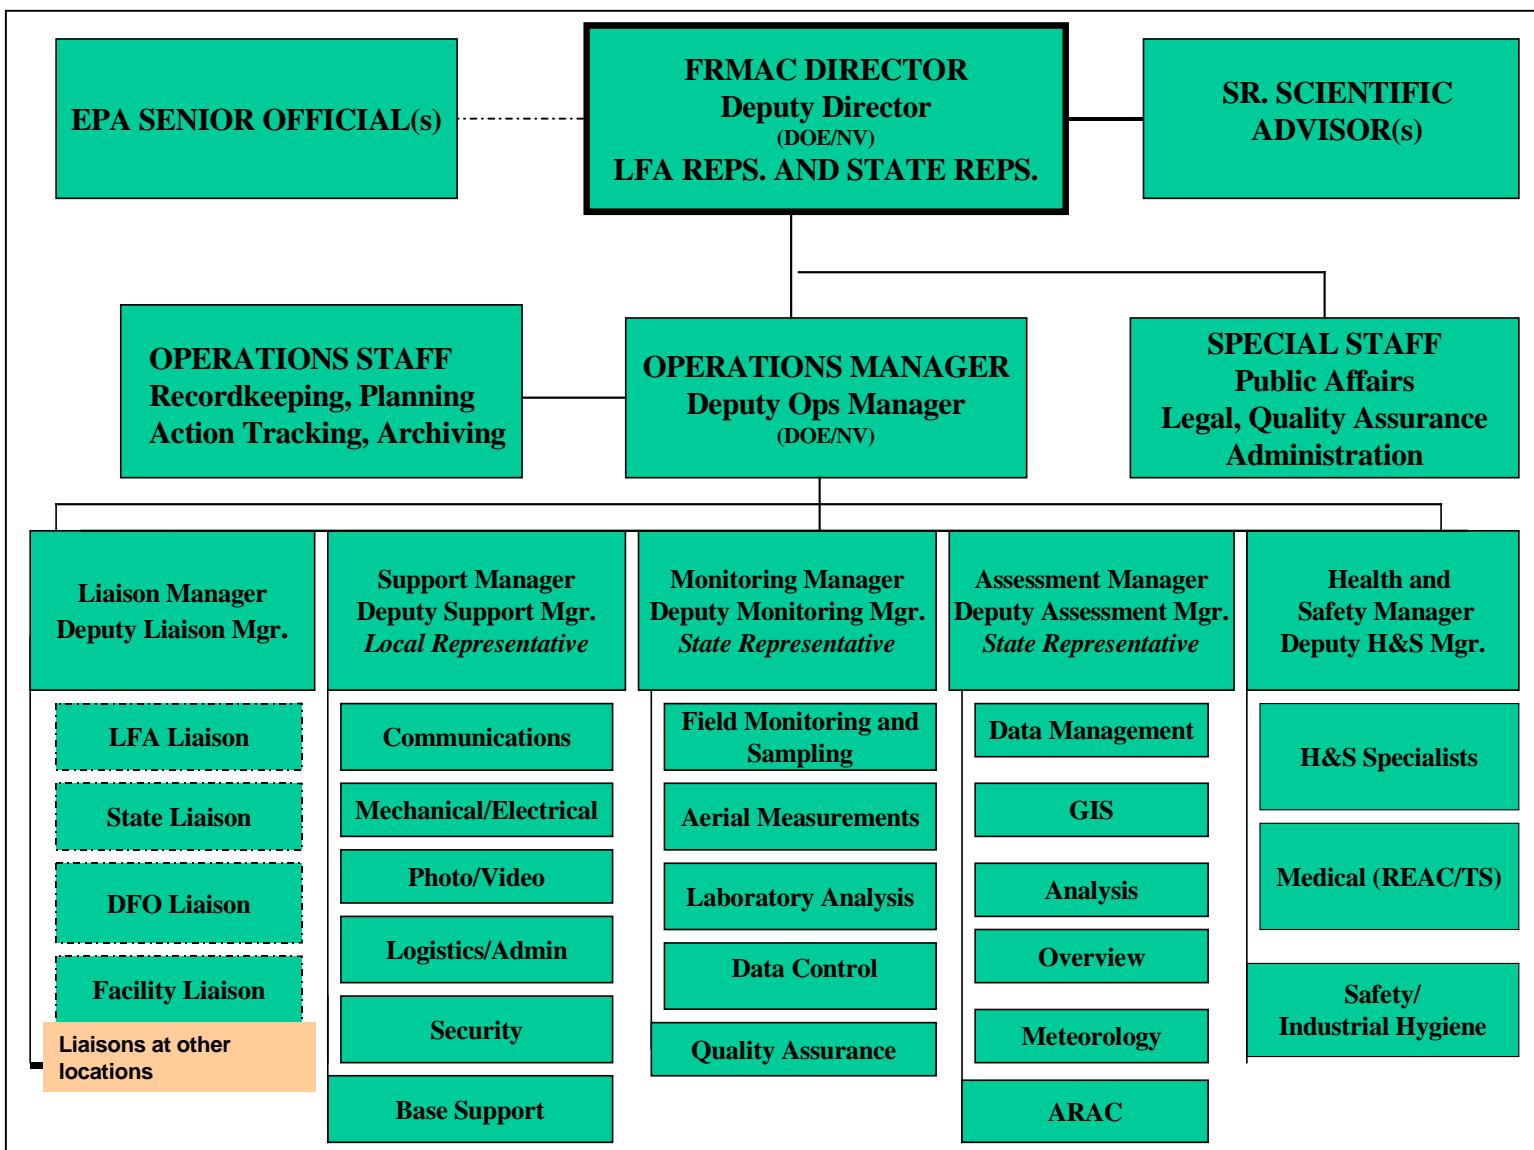 EPA SENIOR OFFICIAL(s)
FRMAC DIRECTOR
Deputy Director
(DOE/NV)
LFA REPS. AND STATE REPS.
SR. SCIENTIFIC
ADVISOR(s)
OPERATIONS STAFF
Recordkeeping, Planning
Action Tracking, Archiving
OPERATIONS MANAGER
Deputy Ops Manager
(DOE/NV)
SPECIAL STAFF
Public Affairs
Legal, Quality Assurance
Administration
Liaison Manager
Deputy Liaison Mgr.
LFA Liaison
State Liaison
DFO Liaison
Facility Liaison
Liaisons at other
locations
Support Manager
Deputy Support Mgr.
Local Representative
Communications
Mechanical/Electrical
Photo/Video
Logistics/Admin
Security
Base Support
Monitoring Manager
Deputy Monitoring Mgr.
State Representative
Field Monitoring and
Sampling
Aerial Measurements
Laboratory Analysis
Data Control
Quality Assurance
Assessment Manager
Deputy Assessment Mgr.
State Representative
Data Management
GIS
Analysis
Overview
Meteorology
ARAC
Health and
Safety Manager
Deputy H&S Mgr.
H&S Specialists
Medical (REAC/TS)
Safety/
Industrial Hygiene